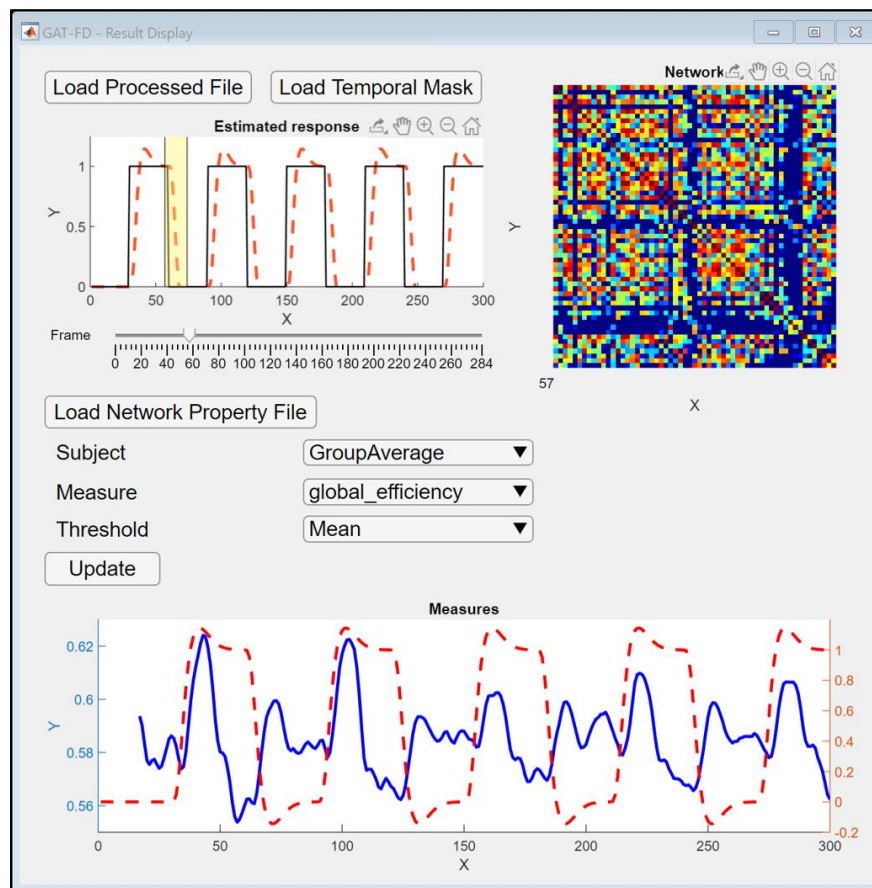 GAT-FD - Result Display
Load Processed File
Load Temporal Mask
Estimated response
Y
1
0.5
0
0 50 100 150 200 250 300
X
Frame
0 20 40 60 80 100 120 140 160 180 200 220 240 260 284
Network
Y
57
X
Load Network Property File
Subject GroupAverage
Measure global_efficiency
Threshold Mean
Update
Measures
Y
0.62
0.6
0.58
0.56
1
0.8
0.6
0.4
0.2
0
-0.2
0 50 100 150 200 250 300
X